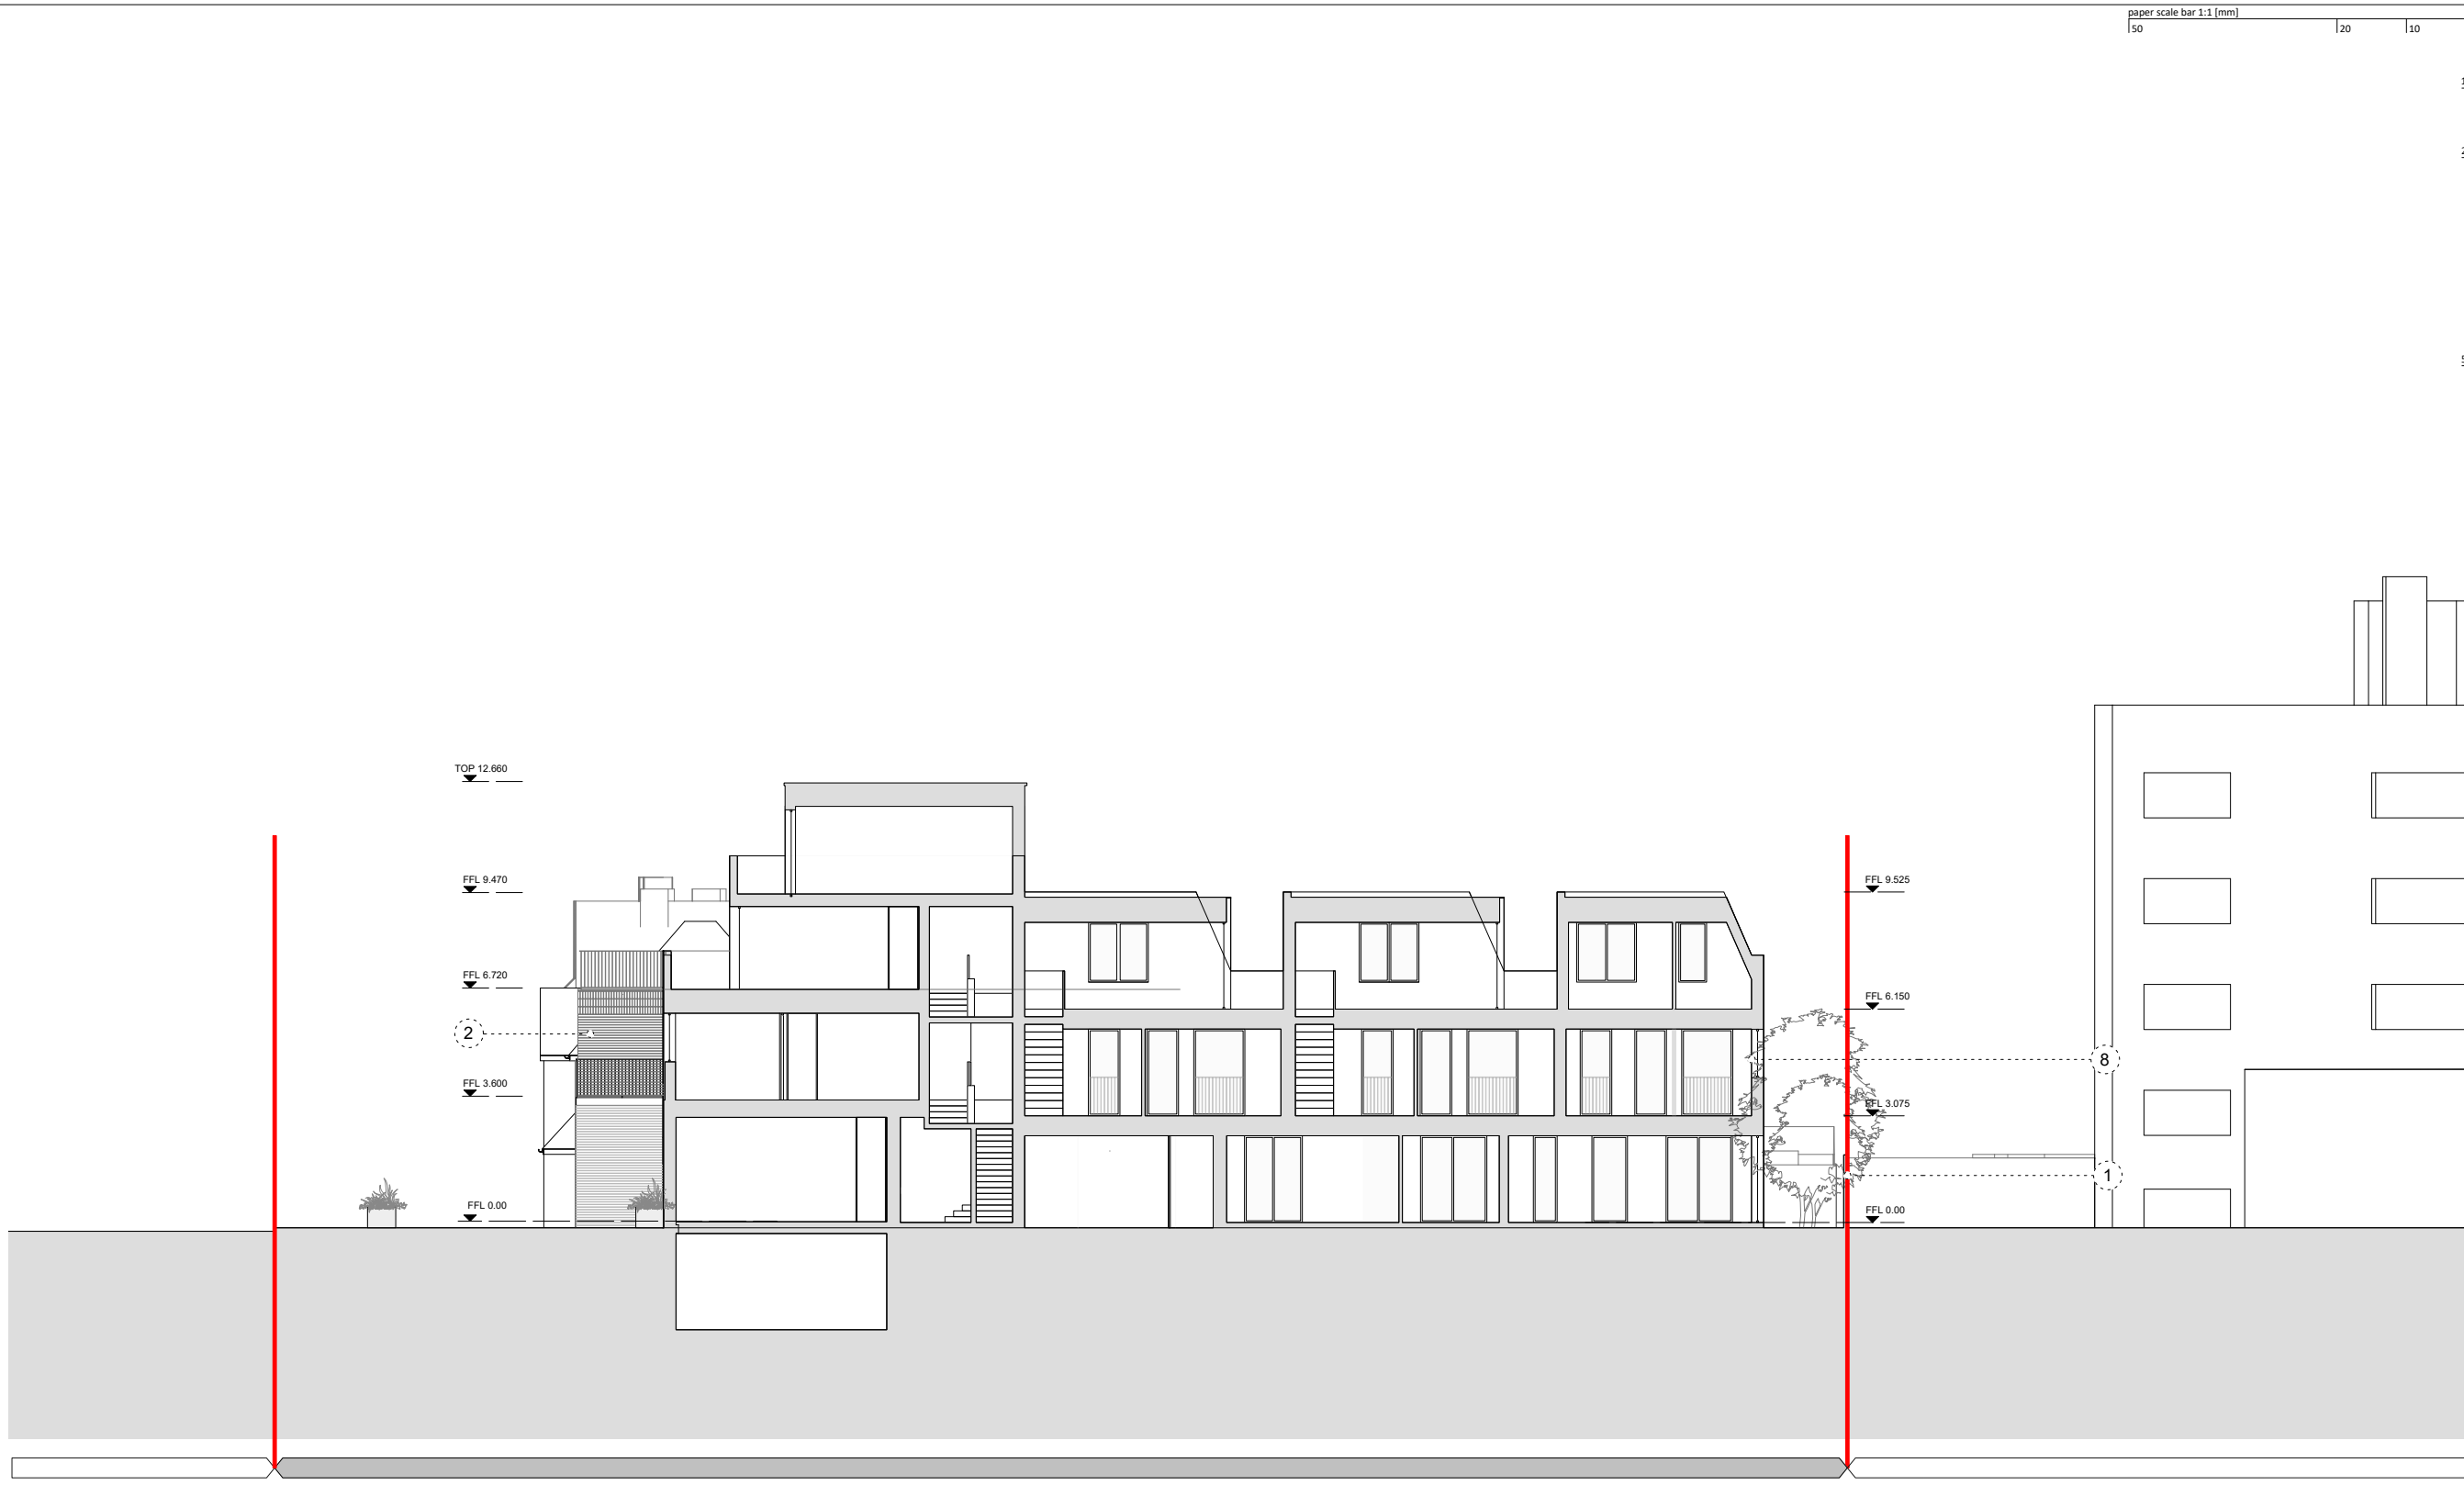 paper scale bar 1:1 [mm]
50 20 10
TOP 12.660
FFL 9.470
FFL 9.525
FFL 6.720
FFL 6.150
2
8
FFL 3.600
FFL 3.075
1
FFL 0.00
FFL 0.00